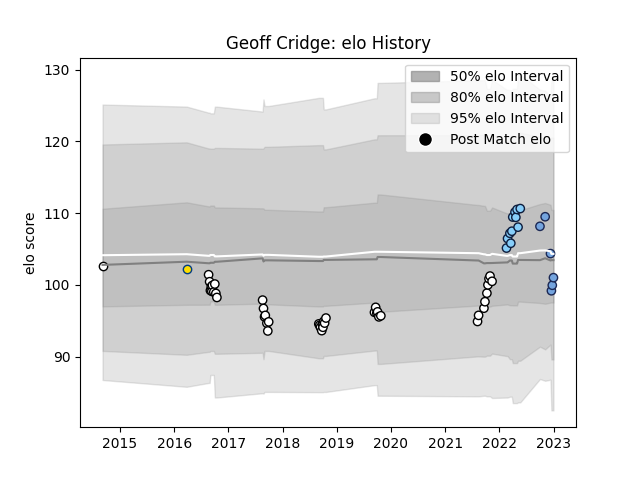 Geoff Cridge: elo History
50% elo Interval
80% elo Interval
95% elo Interval
Post Match elo
elo score
130
120
110
100
90
2015 2016 2017 2018 2019 2020 2021 2022 2023